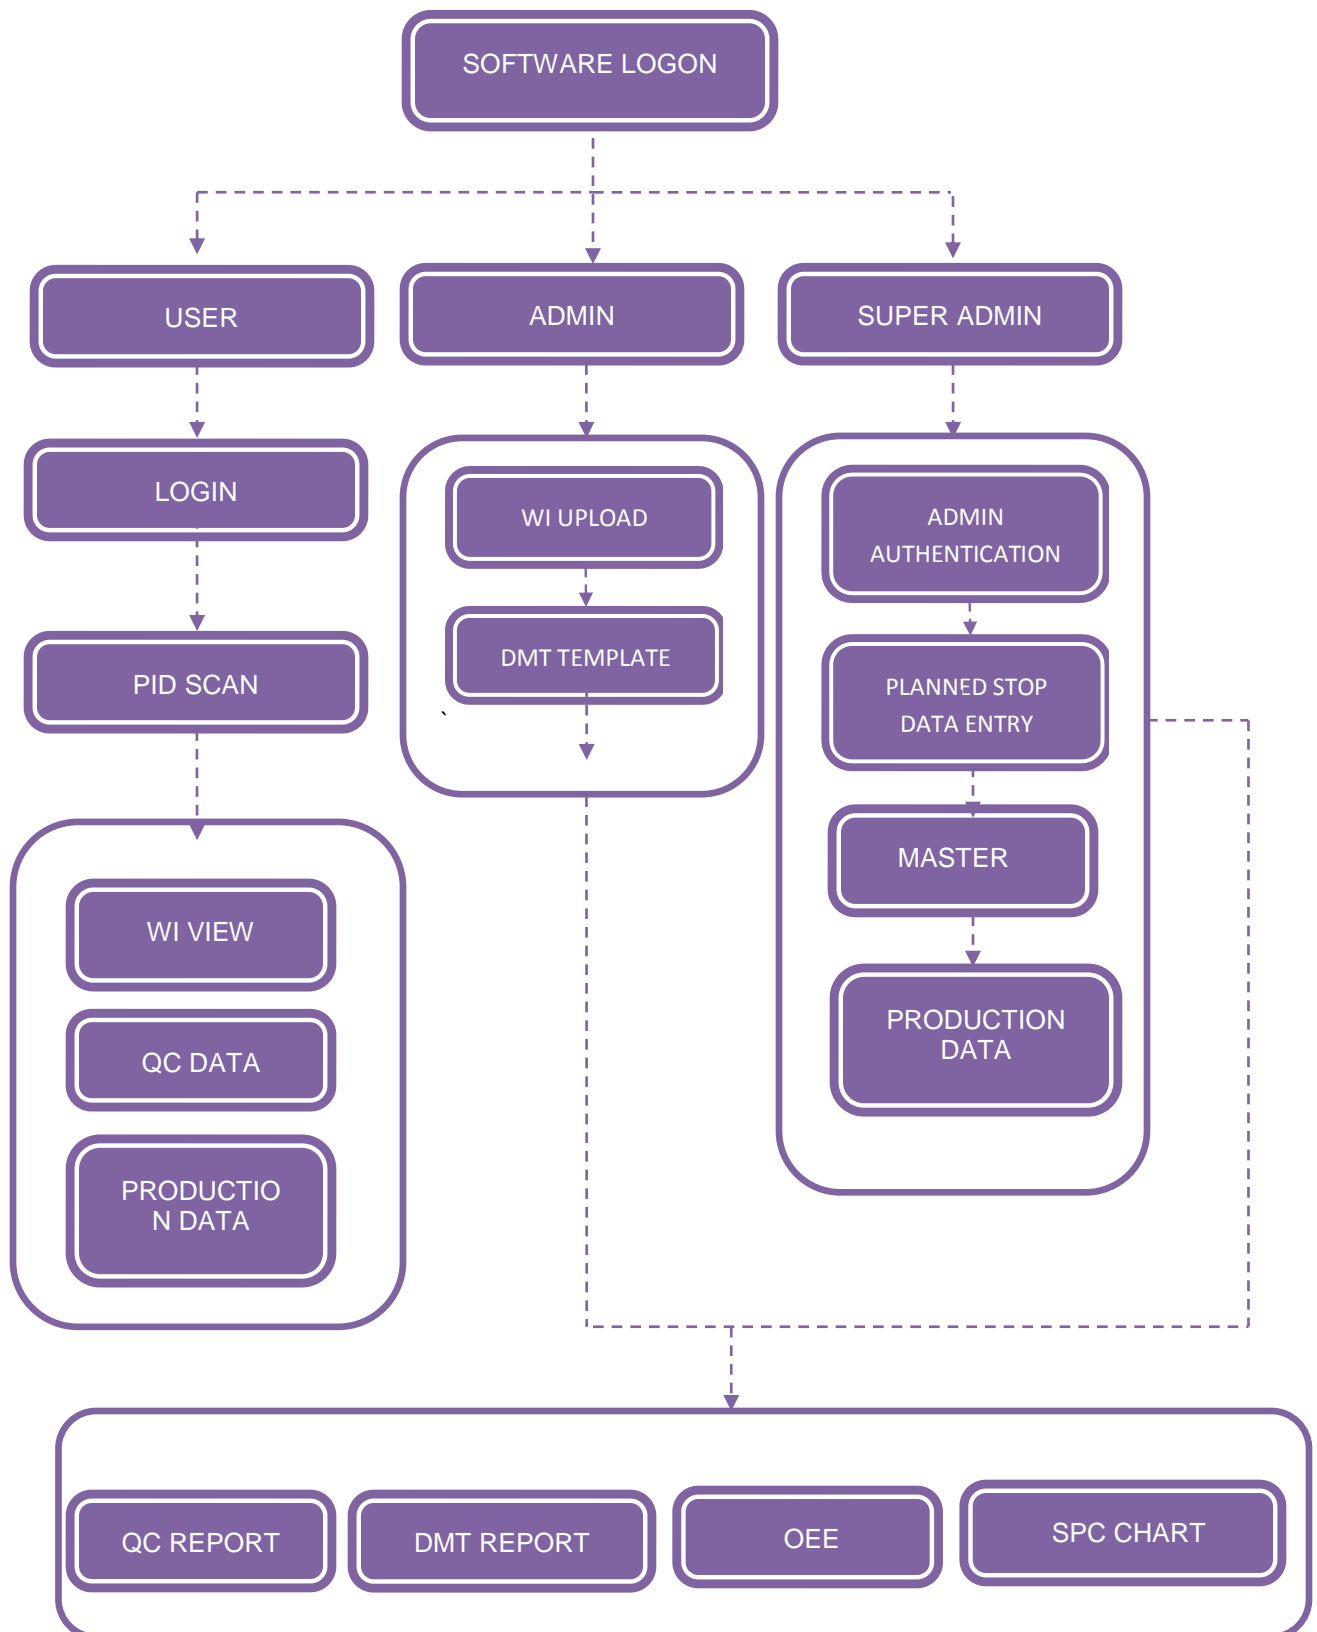 SOFTWARE LOGON
USER
ADMIN
SUPER ADMIN
LOGIN
WI UPLOAD
ADMIN
AUTHENTICATION
PID SCAN
DMT TEMPLATE
PLANNED STOP
DATA ENTRY
`
MASTER
WI VIEW
QC DATA
PRODUCTION
DATA
PRODUCTIO
N DATA
QC REPORT
DMT REPORT
OEE
SPC CHART